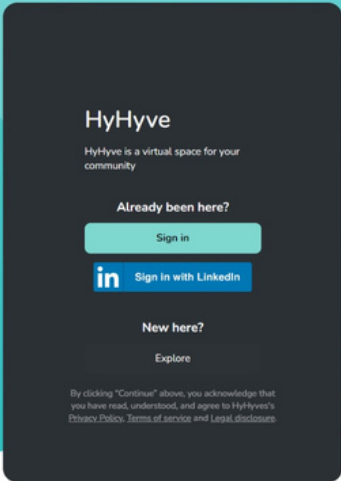 HyHyve
HyHyve is a virtual space for your
community
Already been here?
Sign in
in Sign in with LinkedIn
New here?
Explore
By clicking "Continue" above, you acknowledge that
you have read, understood, and agree to HyHyves's
Privacy Policy, Terms of service and Legal disclosure.